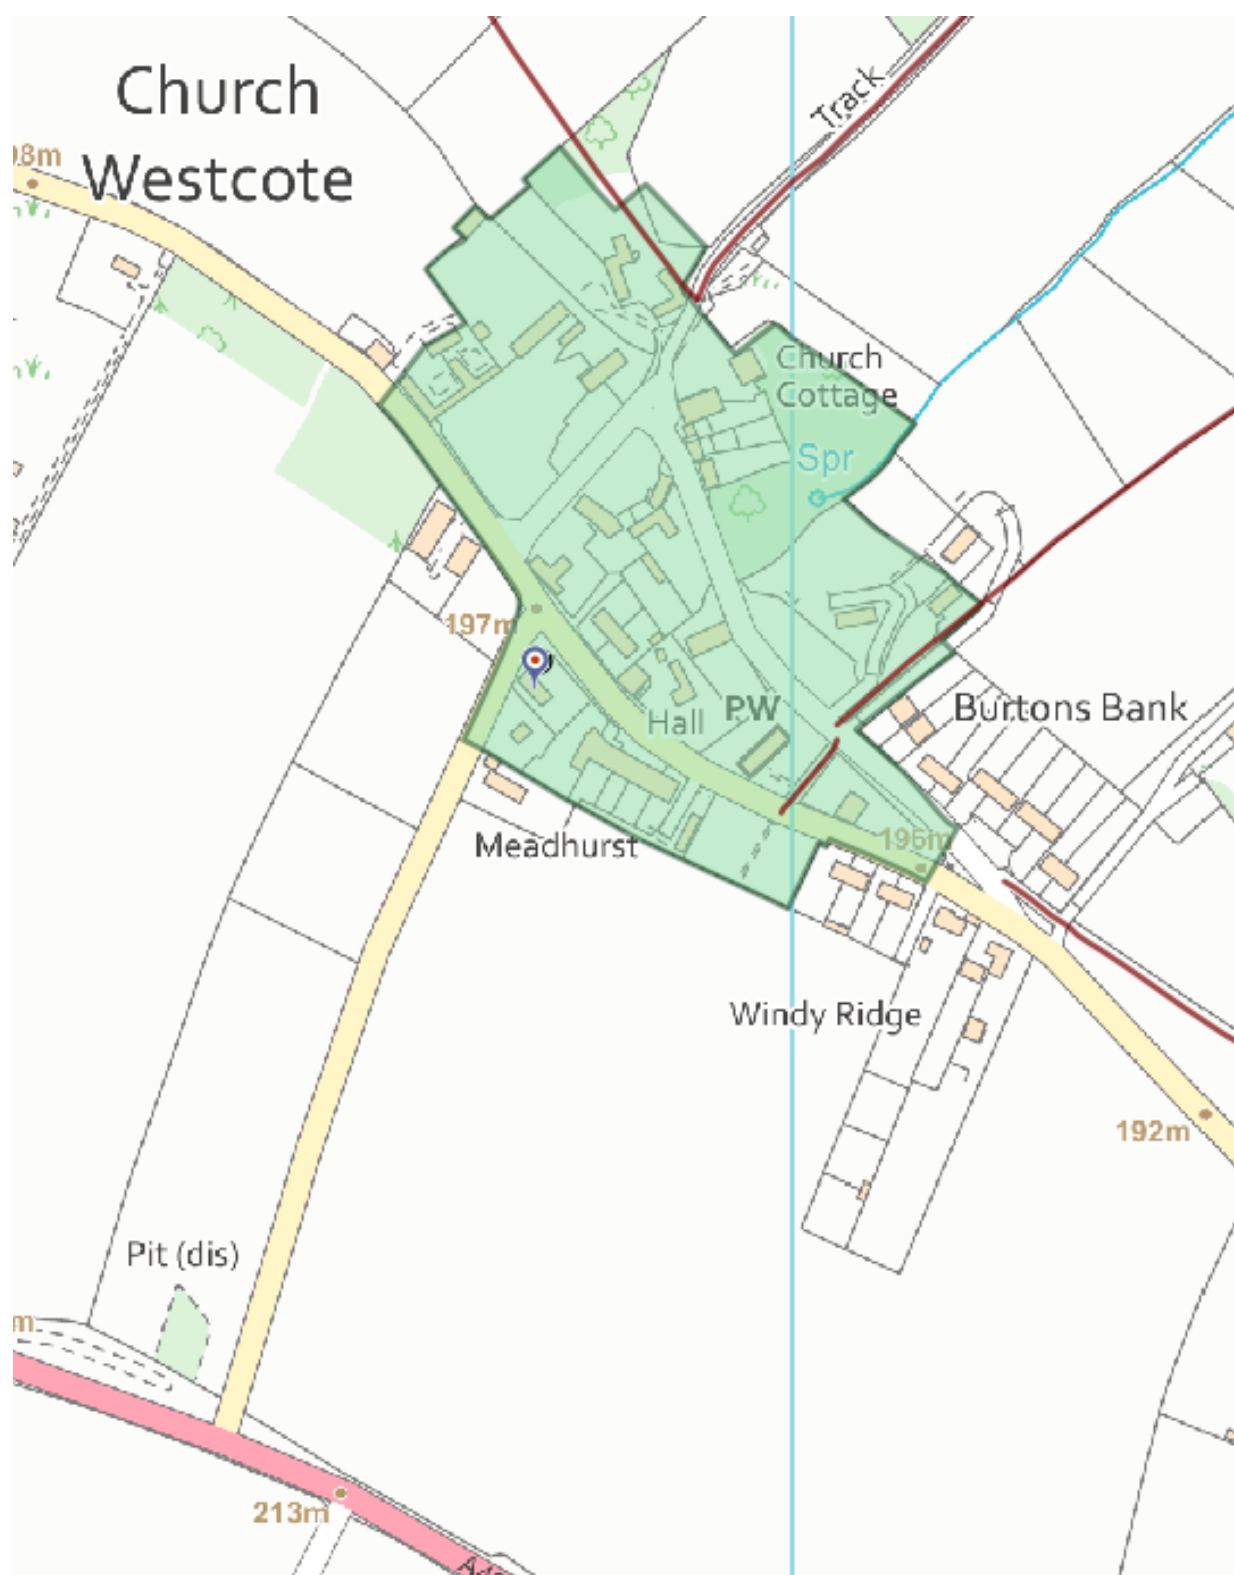 Church
Westcote
Track
98m
Church
Cottage
Spr
197m
Hall
PW
Burtons Bank
196m
Meadhurst
Windy Ridge
192m
Pit (dis)
m
213m